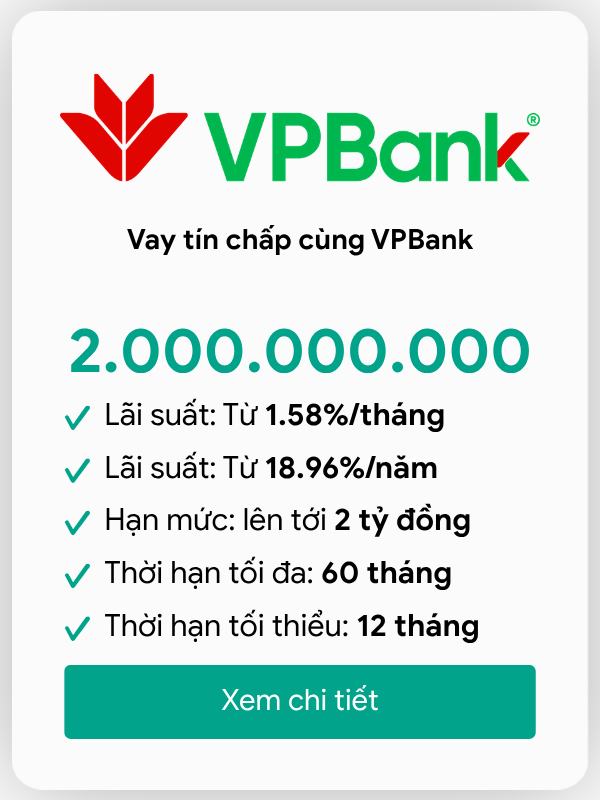 VPBank®
Vay tín chấp cùng VPBank
2.000.000.000
Lãi suất: Từ 1.58%/tháng
Lãi suất: Từ 18.96%/năm
Hạn mức: lên tới 2 tỷ đồng
Thời hạn tối đa: 60 tháng
Thời hạn tối thiểu: 12 tháng
Xem chi tiết